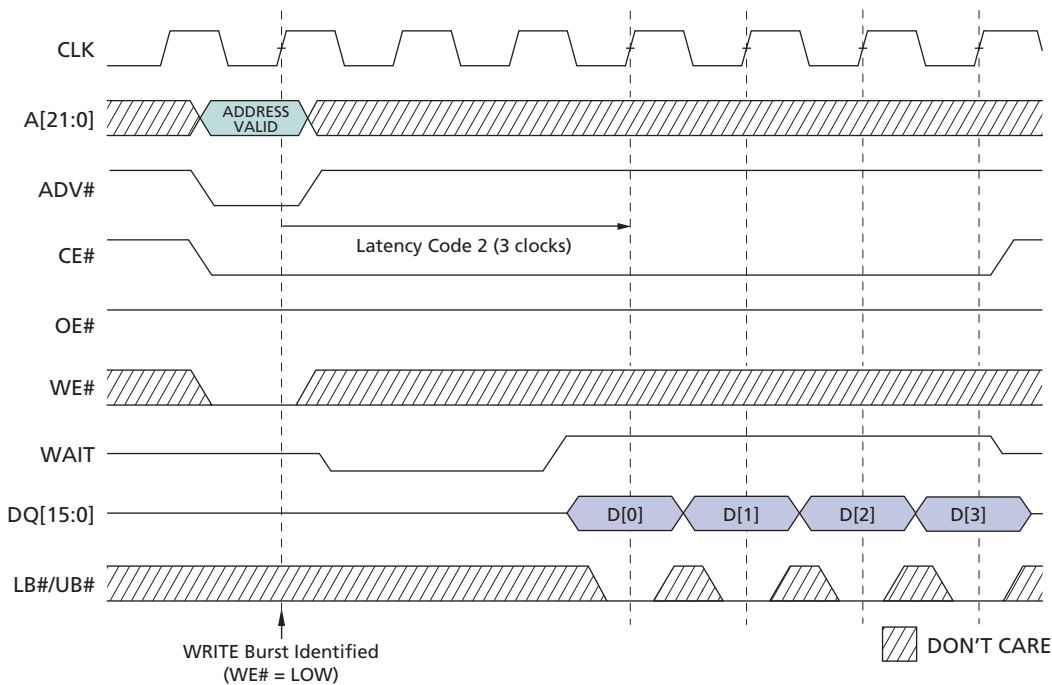 CLK
A[21:0]
ADDRESS
VALID
ADV#
Latency Code 2 (3 clocks)
CE#
OE#
WE#
WAIT
DQ[15:0]
D[0]
D[1]
D[2]
D[3]
LB#/UB#
WRITE Burst Identified
(WE# = LOW)
DON'T CARE